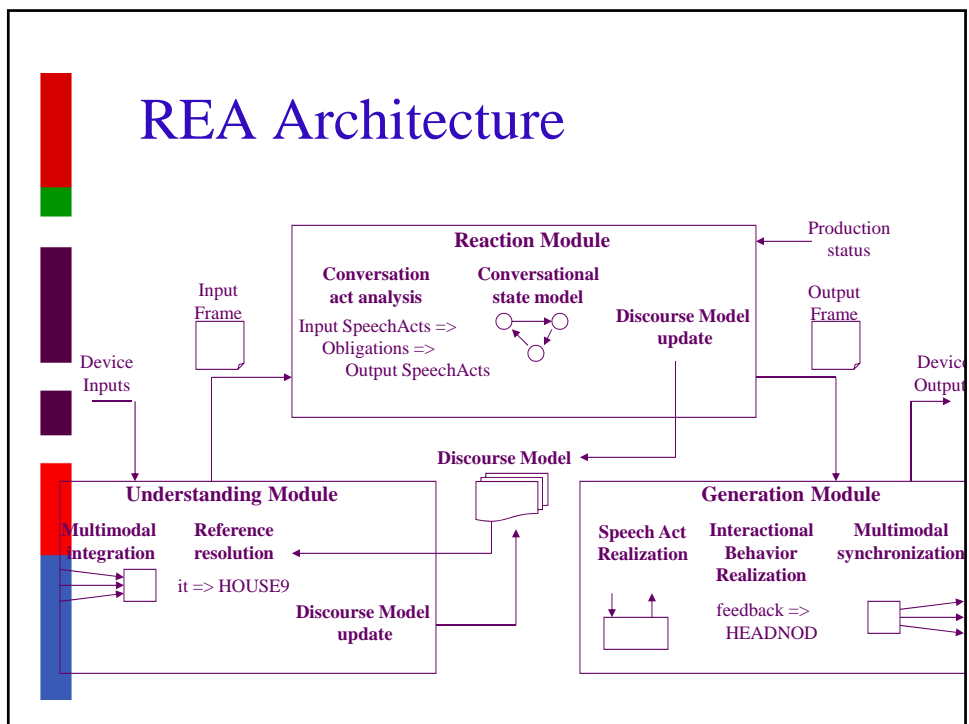 REA Architecture
Production
status
Reaction Module
Conversation
act analysis
Conversational
state model
Input
Frame
Output
Frame
Input SpeechActs =>
Obligations =>
Output SpeechActs
Discourse Model
update
Device
Inputs
Device
Output
Discourse Model
Understanding Module
Multimodal
integration
Reference
resolution
it => HOUSE9
Discourse Model
update
Generation Module
Speech Act
Realization
Interactional
Behavior
Realization
Multimodal
synchronization
feedback =>
HEADNOD